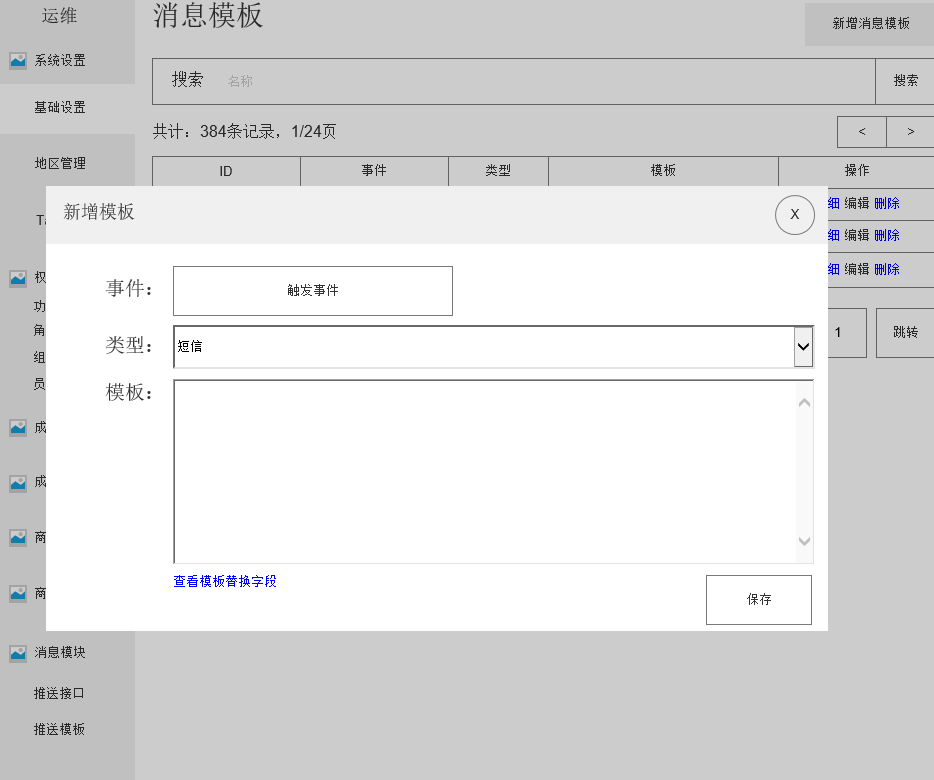 运维
消息模板
新增消息模板
系统设置
搜索 名称 搜索
基础设置
共计：384条记录，1/24页 < >
地区管理
ID 事件 类型 模板 操作
细 编辑 删除
细 编辑 删除
细 编辑 删除
1 跳转
新增模板 X
事件： 触发事件
类型： 短信
模板：
查看模板替换字段
保存
权
功
角
组
员
成
成
商
商
消息模块
推送接口
推送模板